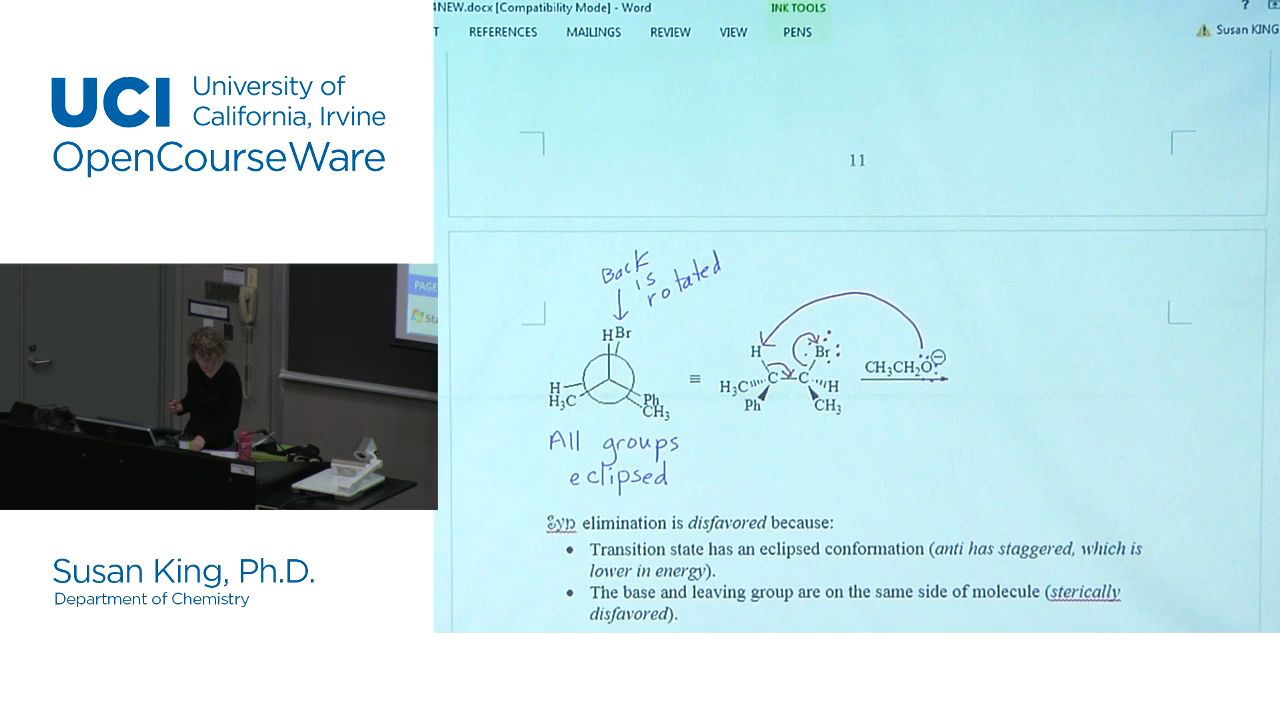 4NEW.docx [Compatibility Mode] - Word
INK TOOLS
?
T REFERENCES MAILINGS REVIEW VIEW PENS
Susan KING
UCI University of
California, Irvine
OpenCourseWare
11
Back
is
rotated
H Br
H
H₃C
Ph
CH₃
≡
H
Br
H₃C C C H
Ph CH₃
CH₃CH₂O⊖
All groups
eclipsed
Syn elimination is disfavored because:
• Transition state has an eclipsed conformation (anti has staggered, which is
lower in energy).
• The base and leaving group are on the same side of molecule (sterically
disfavored).
PAGE
Sta
Susan King, Ph.D.
Department of Chemistry